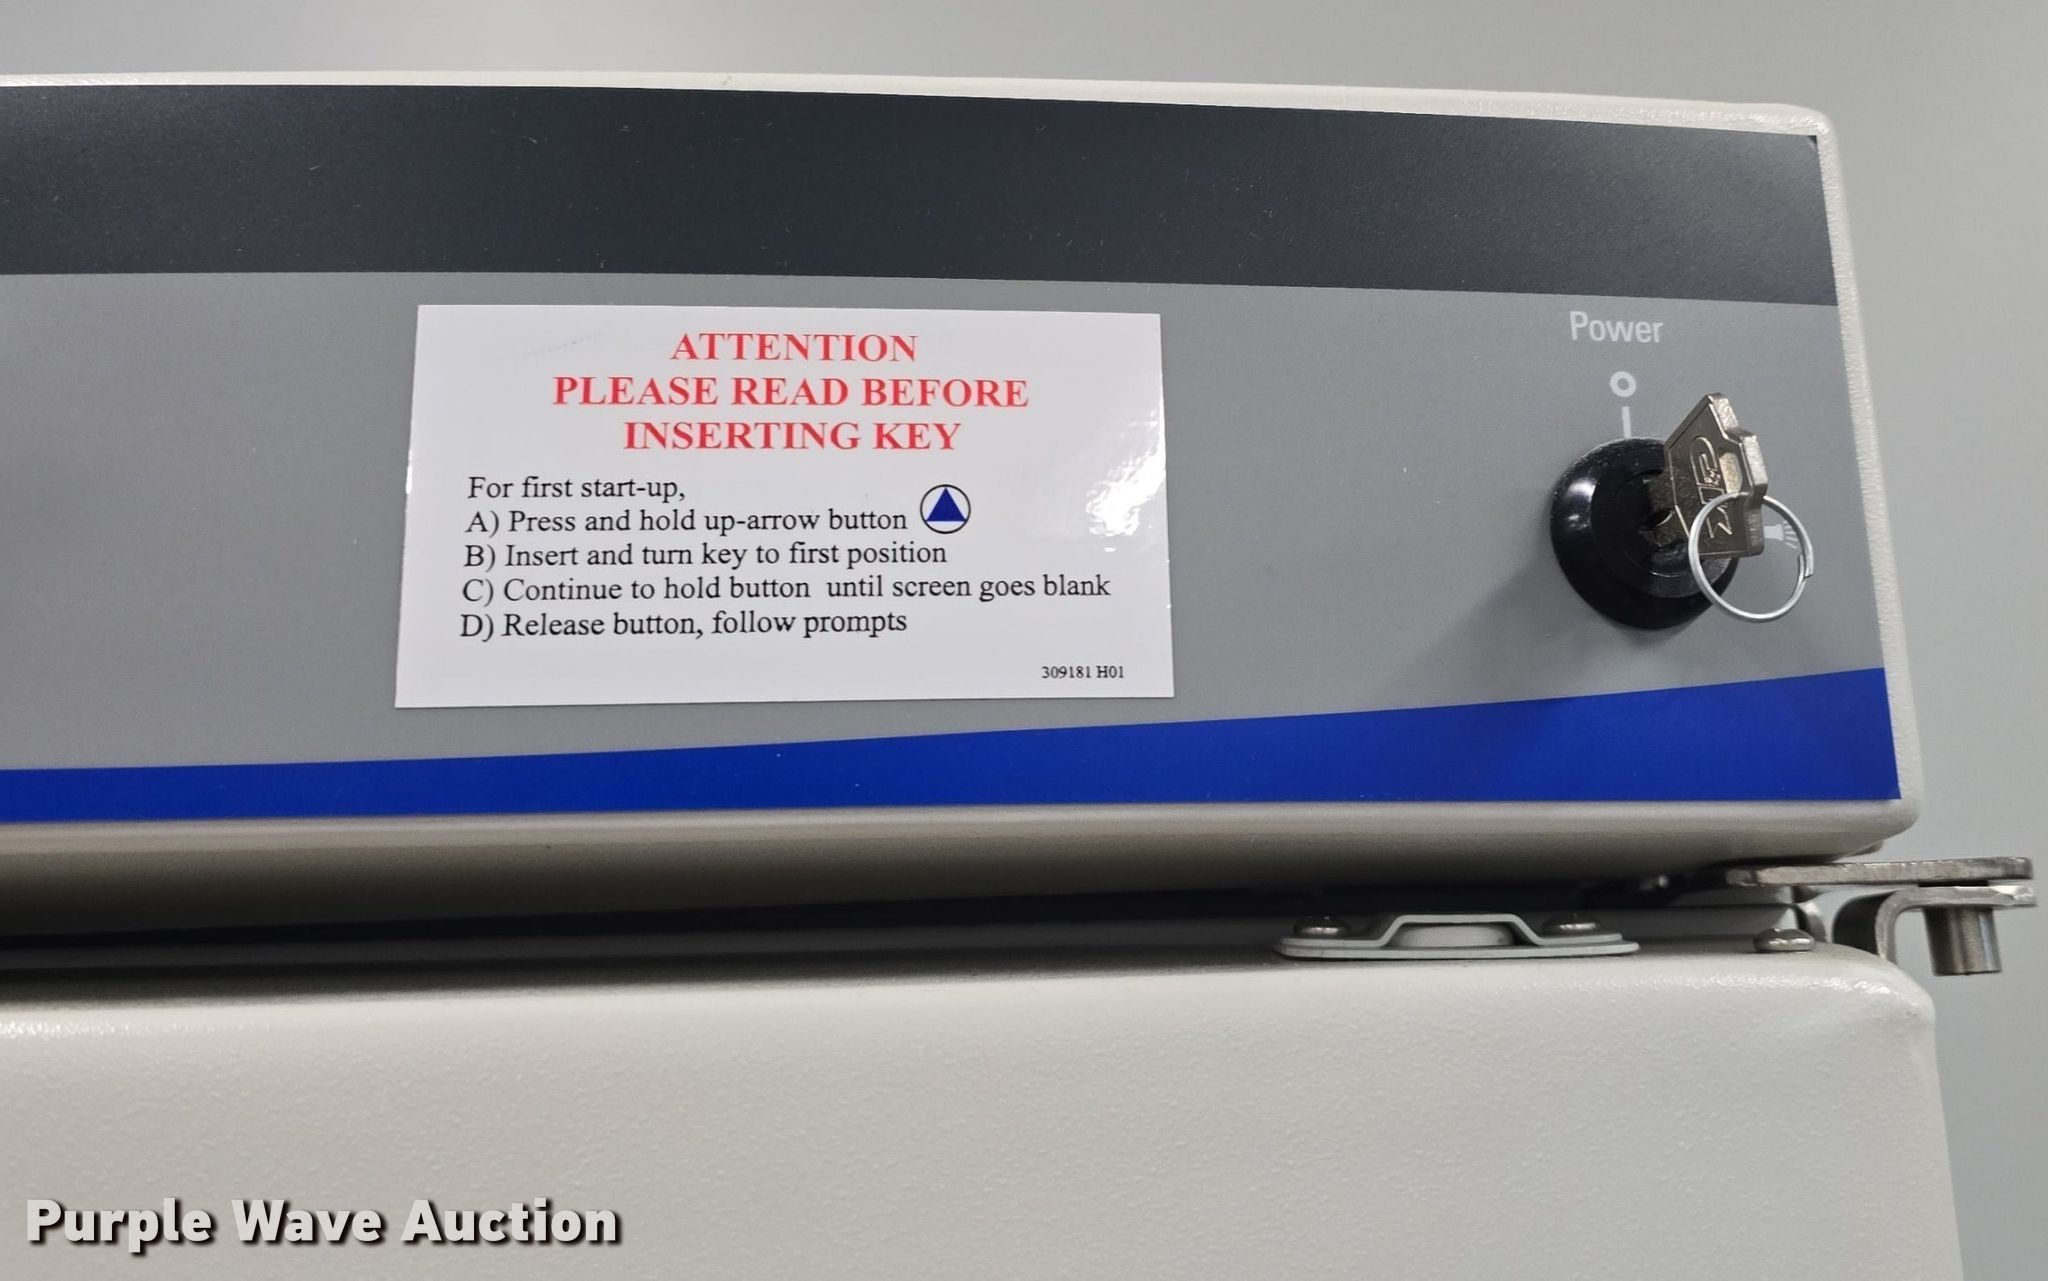 ATTENTION
PLEASE READ BEFORE
INSERTING KEY
For first start-up,
A) Press and hold up-arrow button
B) Insert and turn key to first position
C) Continue to hold button  until screen goes blank
D) Release button, follow prompts
309181 H01
Power
Purple Wave Auction